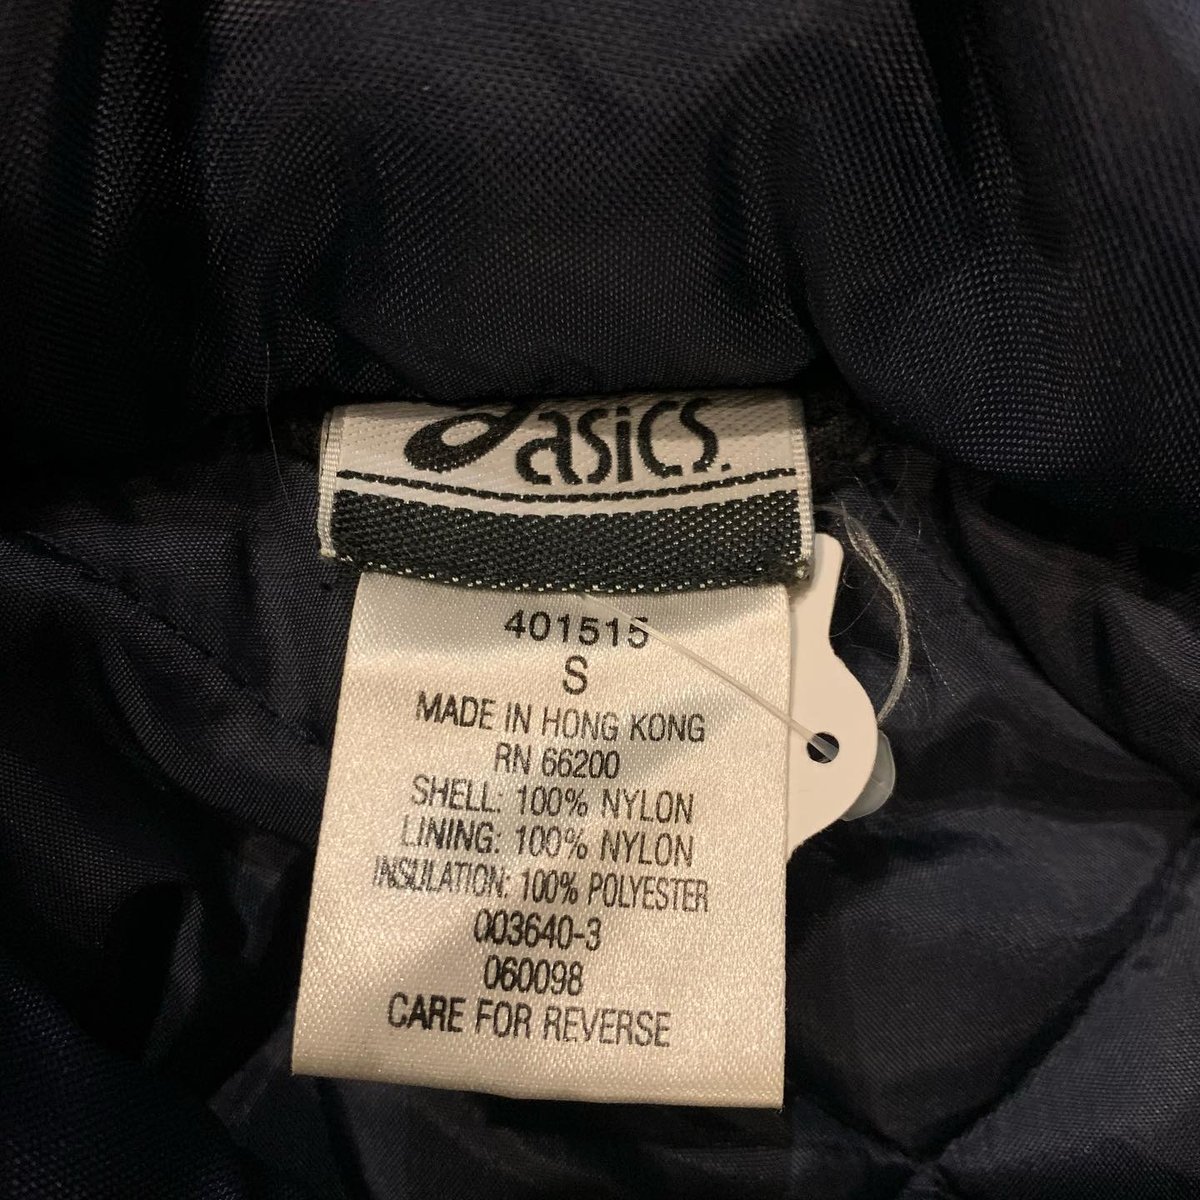 asics.
401515
S
MADE IN HONG KONG
RN 66200
SHELL: 100% NYLON
LINING: 100% NYLON
INSULATION: 100% POLYESTER
003640-3
060098
CARE FOR REVERSE